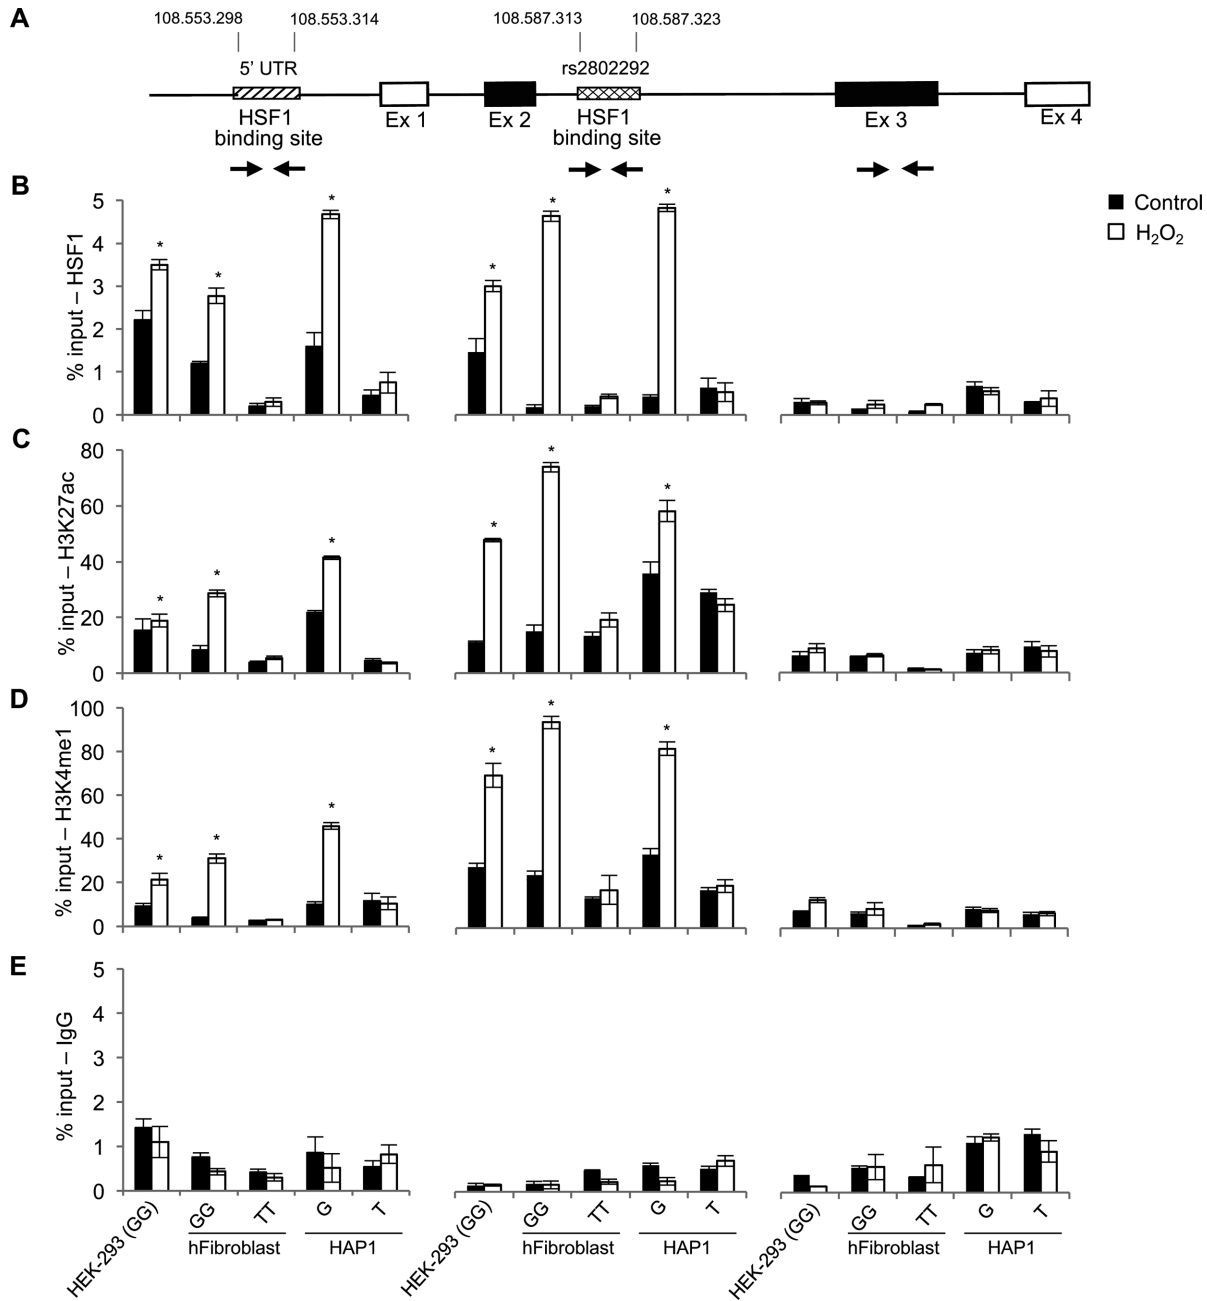 A
108.553.298
108.553.314
108.587.313
108.587.323
5' UTR
rs2802292
HSF1
binding site
Ex 1
Ex 2
HSF1
binding site
Ex 3
Ex 4
B
% input – HSF1
5
4
3
2
1
0
*
*
*
*
*
*
Control
H₂O₂
C
% input – H3K27ac
80
60
40
20
0
*
*
*
*
*
*
D
% input – H3K4me1
100
80
60
40
20
0
*
*
*
*
*
*
E
% input – IgG
5
4
3
2
1
0
HEK-293 (GG)
GG
TT
G
T
hFibroblast
HAP1
HEK-293 (GG)
GG
TT
G
T
hFibroblast
HAP1
HEK-293 (GG)
GG
TT
G
T
hFibroblast
HAP1